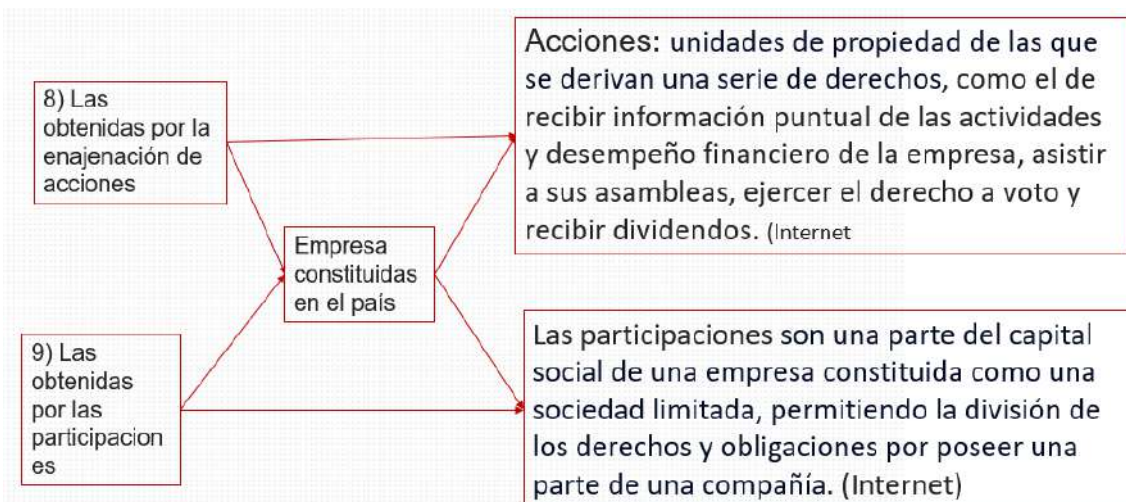 8) Las
obtenidas por la
enajenación de
acciones
Acciones: unidades de propiedad de las que
se derivan una serie de derechos, como el de
recibir información puntual de las actividades
y desempeño financiero de la empresa, asistir
a sus asambleas, ejercer el derecho a voto y
recibir dividendos. (Internet
Empresa
constituidas
en el país
9) Las
obtenidas
por las
participacion
es
Las participaciones son una parte del capital
social de una empresa constituida como una
sociedad limitada, permitiendo la división de
los derechos y obligaciones por poseer una
parte de una compañía. (Internet)